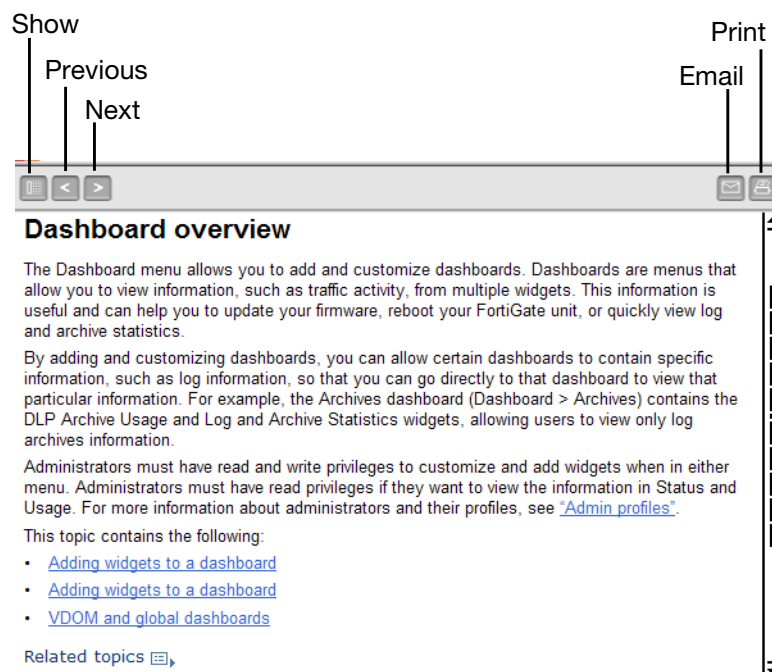 Show
Print
Previous
Email
Next
Dashboard overview
The Dashboard menu allows you to add and customize dashboards. Dashboards are menus that
allow you to view information, such as traffic activity, from multiple widgets. This information is
useful and can help you to update your firmware, reboot your FortiGate unit, or quickly view log
and archive statistics.
By adding and customizing dashboards, you can allow certain dashboards to contain specific
information, such as log information, so that you can go directly to that dashboard to view that
particular information. For example, the Archives dashboard (Dashboard > Archives) contains the
DLP Archive Usage and Log and Archive Statistics widgets, allowing users to view only log
archives information.
Administrators must have read and write privileges to customize and add widgets when in either
menu. Administrators must have read privileges if they want to view the information in Status and
Usage. For more information about administrators and their profiles, see "Admin profiles".
This topic contains the following:
• Adding widgets to a dashboard
• Adding widgets to a dashboard
• VDOM and global dashboards
Related topics